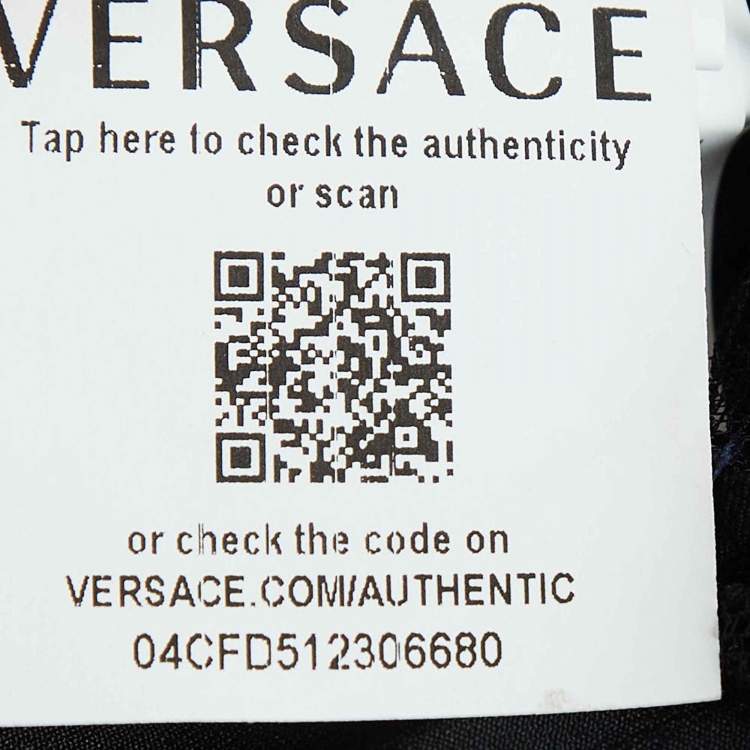 VERSACE
Tap here to check the authenticity
or scan
or check the code on
VERSACE.COM/AUTHENTIC
04CFD512306680